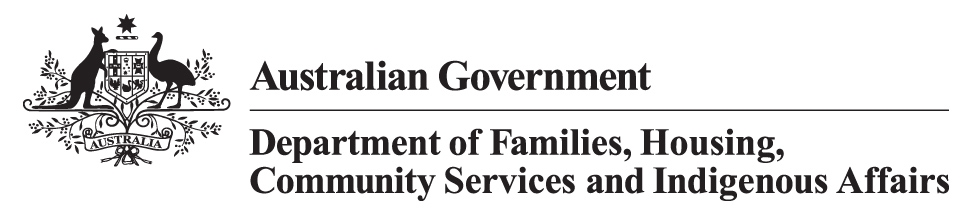 Australian Government
Department of Families, Housing,
Community Services and Indigenous Affairs
AUSTRALIA